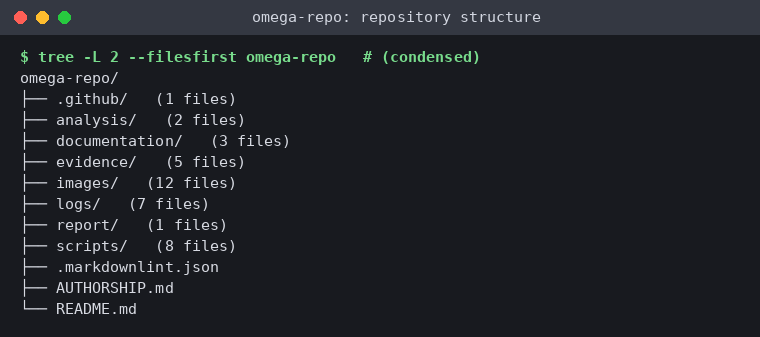 omega-repo: repository structure
$ tree -L 2 --filesfirst omega-repo   # (condensed)
omega-repo/
├── .github/   (1 files)
├── analysis/   (2 files)
├── documentation/   (3 files)
├── evidence/   (5 files)
├── images/   (12 files)
├── logs/   (7 files)
├── report/   (1 files)
├── scripts/   (8 files)
├── .markdownlint.json
├── AUTHORSHIP.md
└── README.md